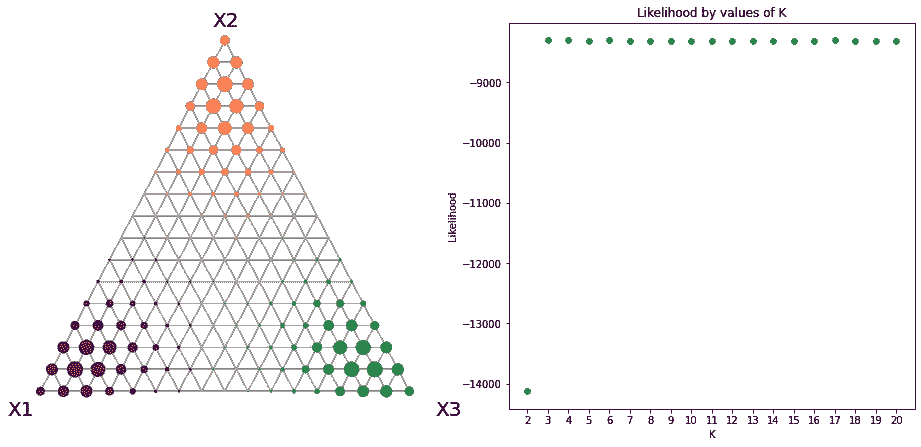 X2
X1
X3
Likelihood by values of K
Likelihood
−9000
−10000
−11000
−12000
−13000
−14000
2 3 4 5 6 7 8 9 10 11 12 13 14 15 16 17 18 19 20
K